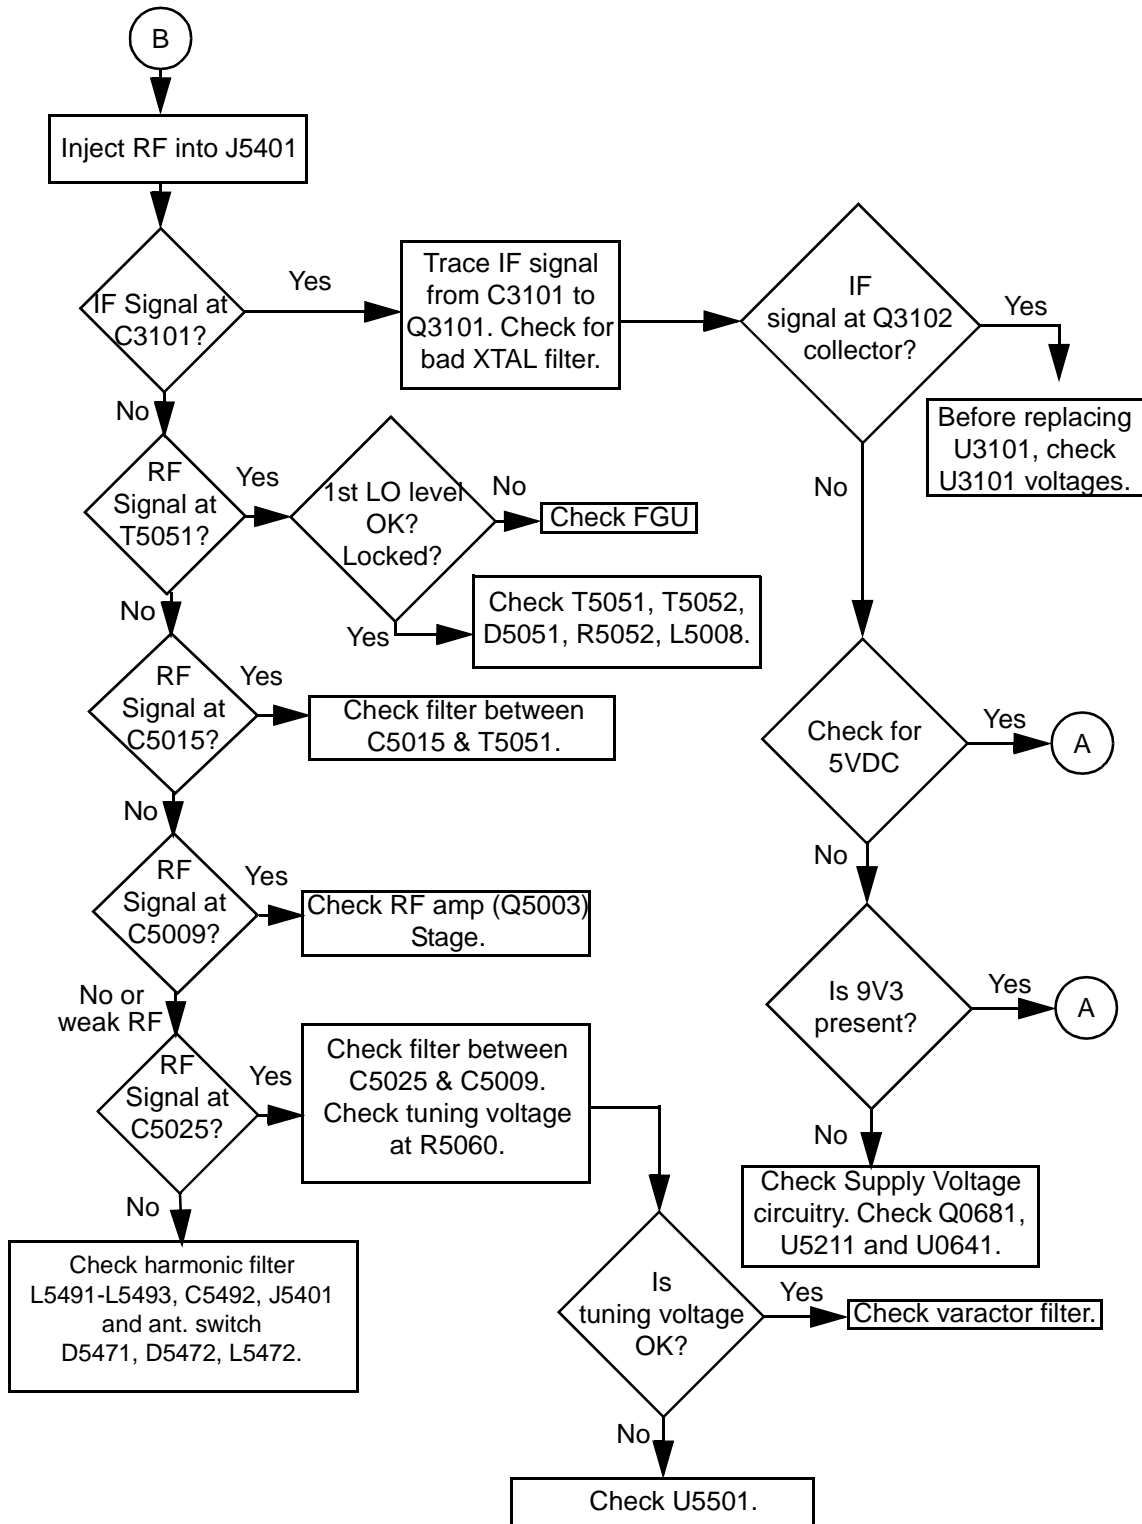 B
Inject RF into J5401
IF Signal at
C3101?
Yes
Trace IF signal
from C3101 to
Q3101. Check for
bad XTAL filter.
IF
signal at Q3102
collector?
Yes
Before replacing
U3101, check
U3101 voltages.
No
No
RF
Signal at
T5051?
Yes
1st LO level
OK?
Locked?
No
Check FGU
Yes
Check T5051, T5052,
D5051, R5052, L5008.
No
RF
Signal at
C5015?
Yes
Check filter between
C5015 & T5051.
Check for
5VDC
Yes
A
No
No
RF
Signal at
C5009?
Yes
Check RF amp (Q5003)
Stage.
Is 9V3
present?
Yes
A
No
Check Supply Voltage
circuitry. Check Q0681,
U5211 and U0641.
No or
weak RF
RF
Signal at
C5025?
Yes
Check filter between
C5025 & C5009.
Check tuning voltage
at R5060.
No
Check harmonic filter
L5491-L5493, C5492, J5401
and ant. switch
D5471, D5472, L5472.
Is
tuning voltage
OK?
Yes
Check varactor filter.
No
Check U5501.